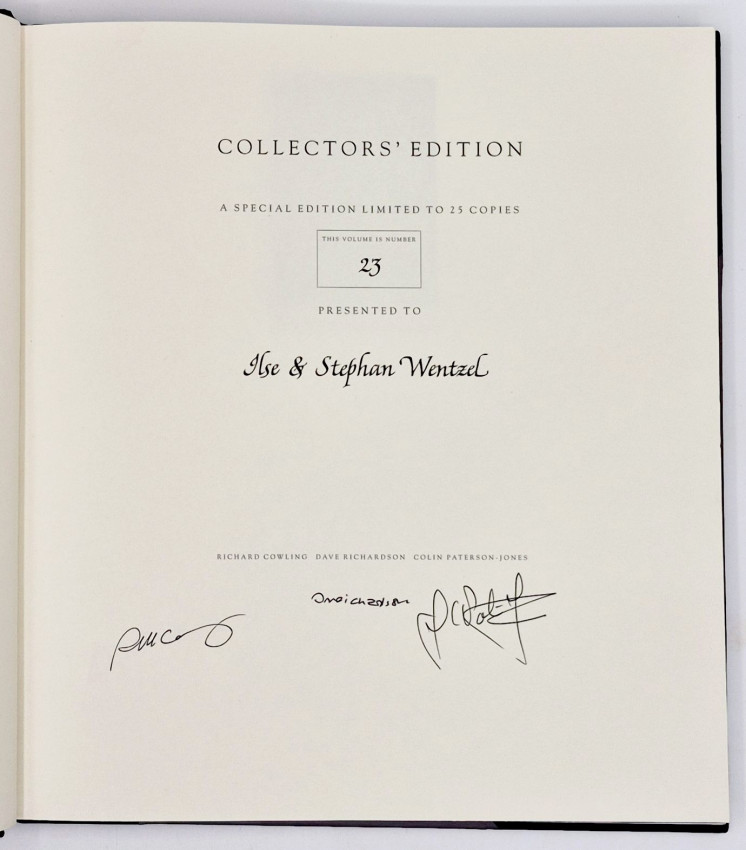 COLLECTORS' EDITION
A SPECIAL EDITION LIMITED TO 25 COPIES
THIS VOLUME IS NUMBER
23
PRESENTED TO
Ilse & Stephan Wentzel
RICHARD COWLING DAVE RICHARDSON COLIN PATERSON-JONES